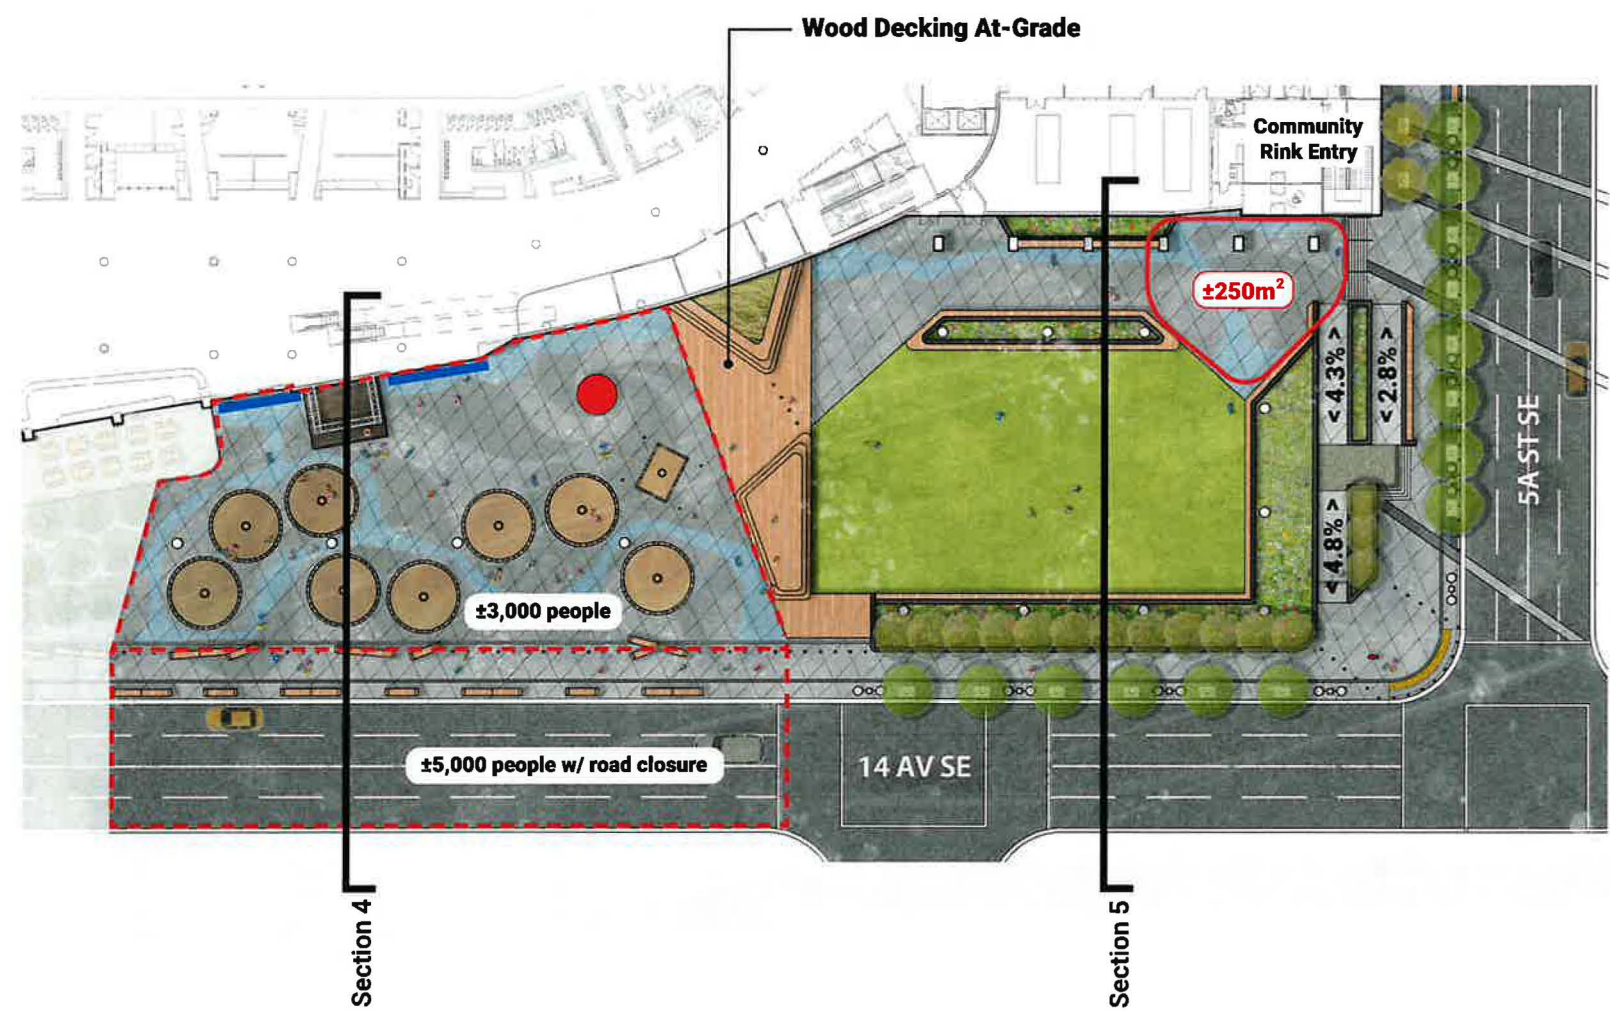 Wood Decking At-Grade
Community
Rink Entry
±250m²
< 4.3% >
< 2.8% >
5A ST SE
< 4.8% >
±3,000 people
±5,000 people w/ road closure
14 AV SE
Section 4
Section 5